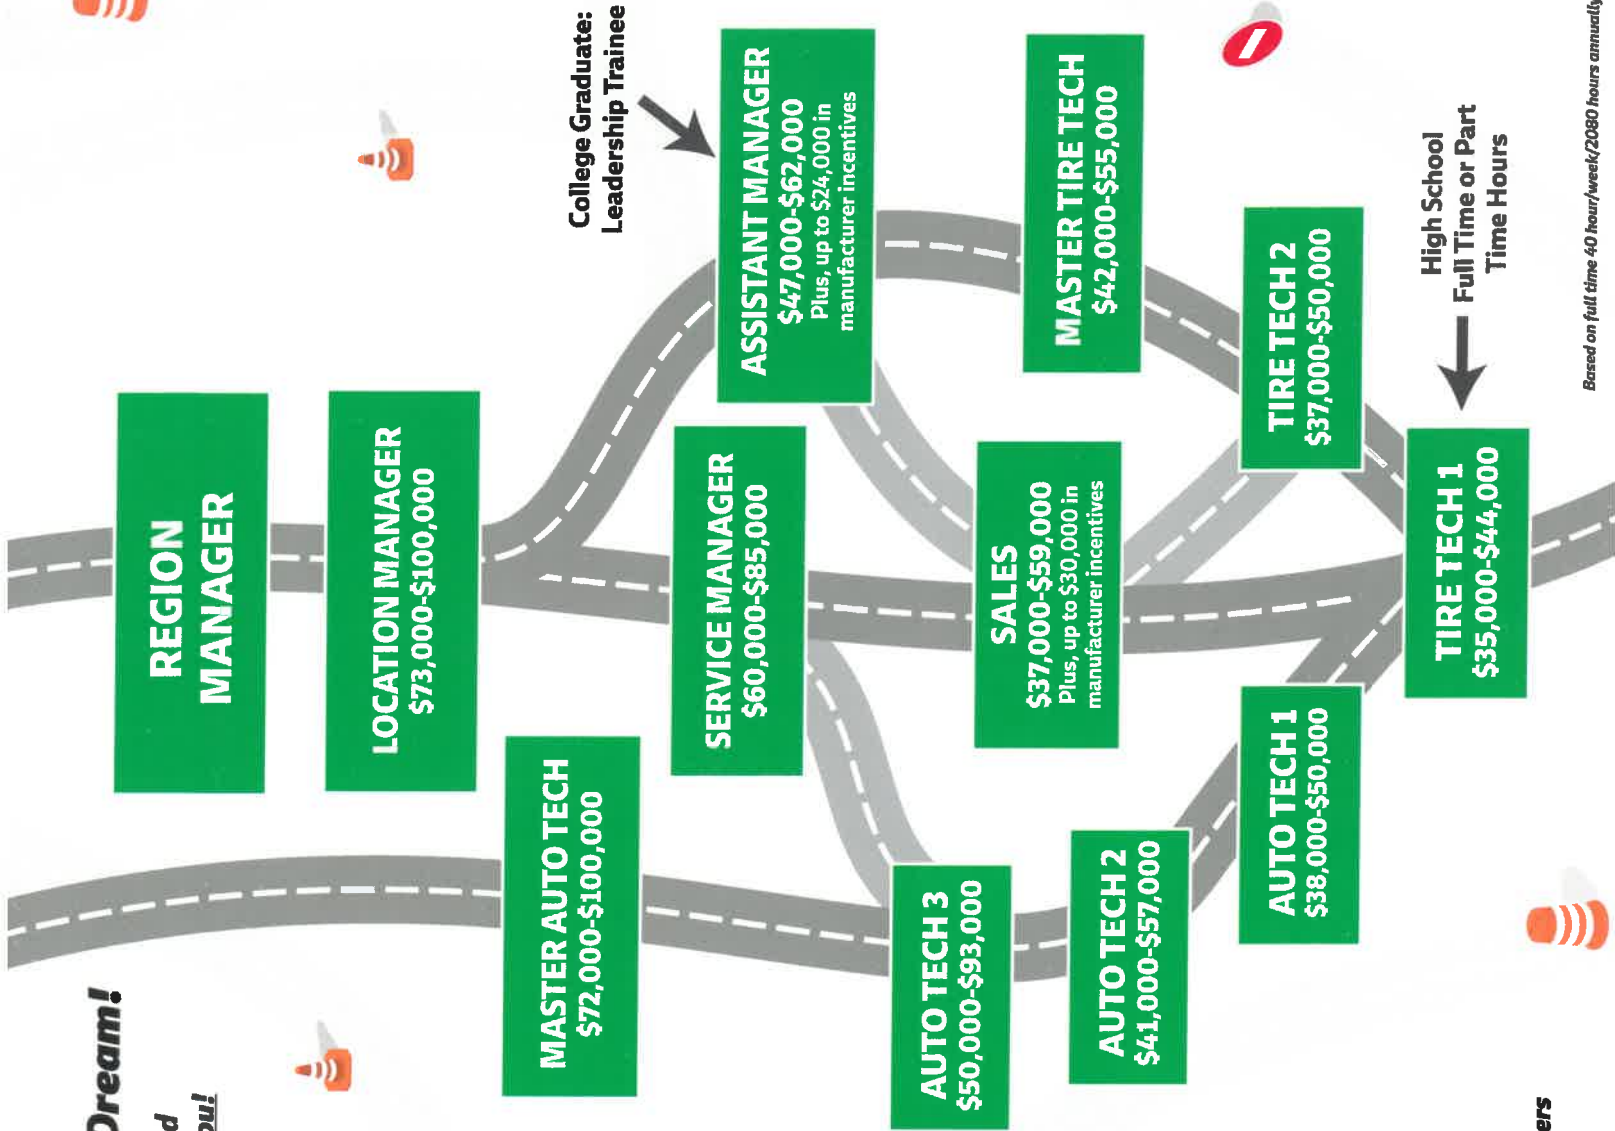 Dream!
d
ou!
REGION
MANAGER
LOCATION MANAGER
$73,000-$100,000
College Graduate:
Leadership Trainee
MASTER AUTO TECH
$72,000-$100,000
SERVICE MANAGER
$60,000-$85,000
ASSISTANT MANAGER
$47,000-$62,000
Plus, up to $24,000 in
manufacturer incentives
AUTO TECH 3
$50,000-$93,000
SALES
$37,000-$59,000
Plus, up to $30,000 in
manufacturer incentives
MASTER TIRE TECH
$42,000-$55,000
AUTO TECH 2
$41,000-$57,000
AUTO TECH 1
$38,000-$50,000
TIRE TECH 2
$37,000-$50,000
TIRE TECH 1
$35,000-$44,000
High School
Full Time or Part
Time Hours
ers
Based on full time 40 hour/week/2080 hours annually